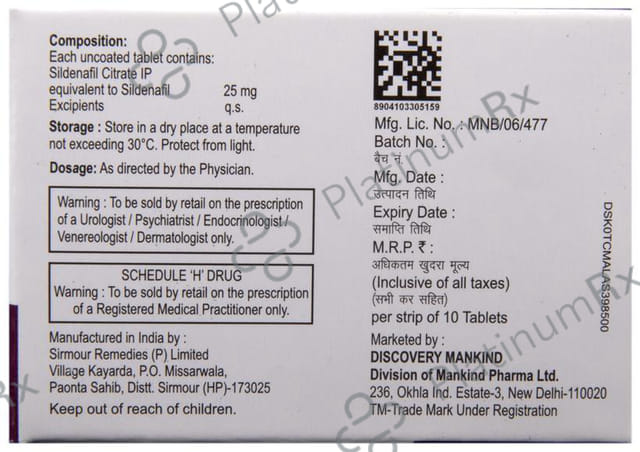 Composition:
Each uncoated tablet contains:
Sildenafil Citrate IP
equivalent to Sildenafil 25 mg
Excipients q.s.
Storage : Store in a dry place at a temperature
not exceeding 30°C. Protect from light.
Dosage: As directed by the Physician.
Warning : To be sold by retail on the prescription
of a Urologist / Psychiatrist / Endocrinologist /
Venereologist / Dermatologist only.
SCHEDULE 'H' DRUG
Warning : To be sold by retail on the prescription
of a Registered Medical Practitioner only.
Manufactured in India by :
Sirmour Remedies (P) Limited
Village Kayarda, P.O. Missarwala,
Paonta Sahib, Distt. Sirmour (HP)-173025
Keep out of reach of children.
8904103305159
Mfg. Lic. No. : MNB/06/477
Batch No. :
बैच नं.
Mfg. Date :
उत्पादन तिथि
Expiry Date :
समाप्ति तिथि
M.R.P. ₹ :
अधिकतम खुदरा मूल्य
(Inclusive of all taxes)
(सभी कर सहित)
per strip of 10 Tablets
Marketed by :
DISCOVERY MANKIND
Division of Mankind Pharma Ltd.
236, Okhla Ind. Estate-3, New Delhi-110020
TM-Trade Mark Under Registration
DSK0TCMALAS398500
PlatinumRx
PlatinumRx
PlatinumRx
Rx